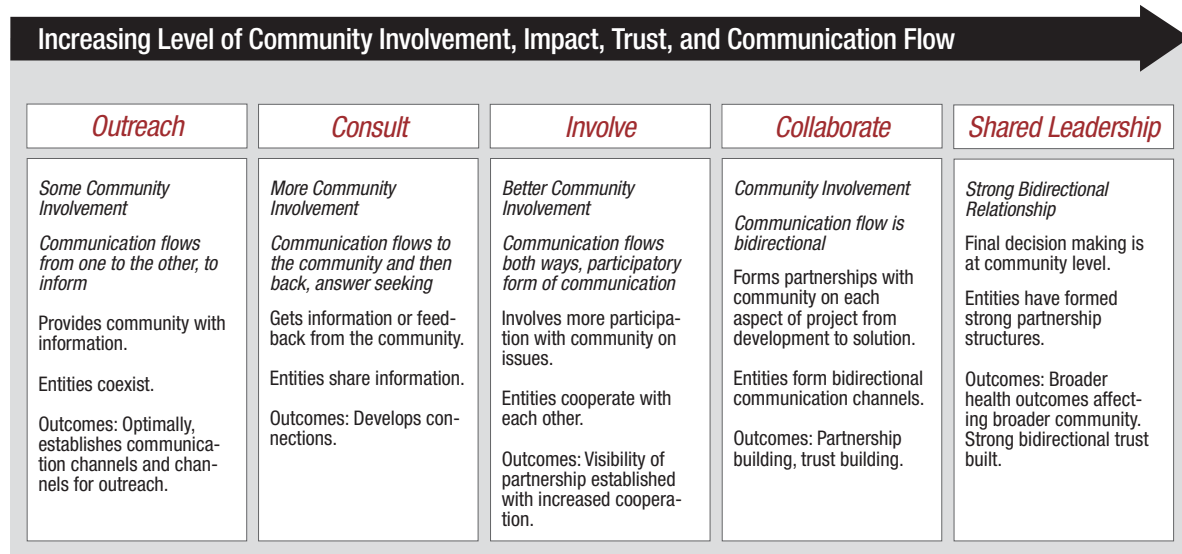 Increasing Level of Community Involvement, Impact, Trust, and Communication Flow
Outreach
Some Community
Involvement
Communication flows
from one to the other, to
inform
Provides community with
information.
Entities coexist.
Outcomes: Optimally,
establishes communica-
tion channels and chan-
nels for outreach.
Consult
More Community
Involvement
Communication flows to
the community and then
back, answer seeking
Gets information or feed-
back from the community.
Entities share information.
Outcomes: Develops con-
nections.
Involve
Better Community
Involvement
Communication flows
both ways, participatory
form of communication
Involves more participa-
tion with community on
issues.
Entities cooperate with
each other.
Outcomes: Visibility of
partnership established
with increased coopera-
tion.
Collaborate
Community Involvement
Communication flow is
bidirectional
Forms partnerships with
community on each
aspect of project from
development to solution.
Entities form bidirectional
communication channels.
Outcomes: Partnership
building, trust building.
Shared Leadership
Strong Bidirectional
Relationship
Final decision making is
at community level.
Entities have formed
strong partnership
structures.
Outcomes: Broader
health outcomes affect-
ing broader community.
Strong bidirectional trust
built.